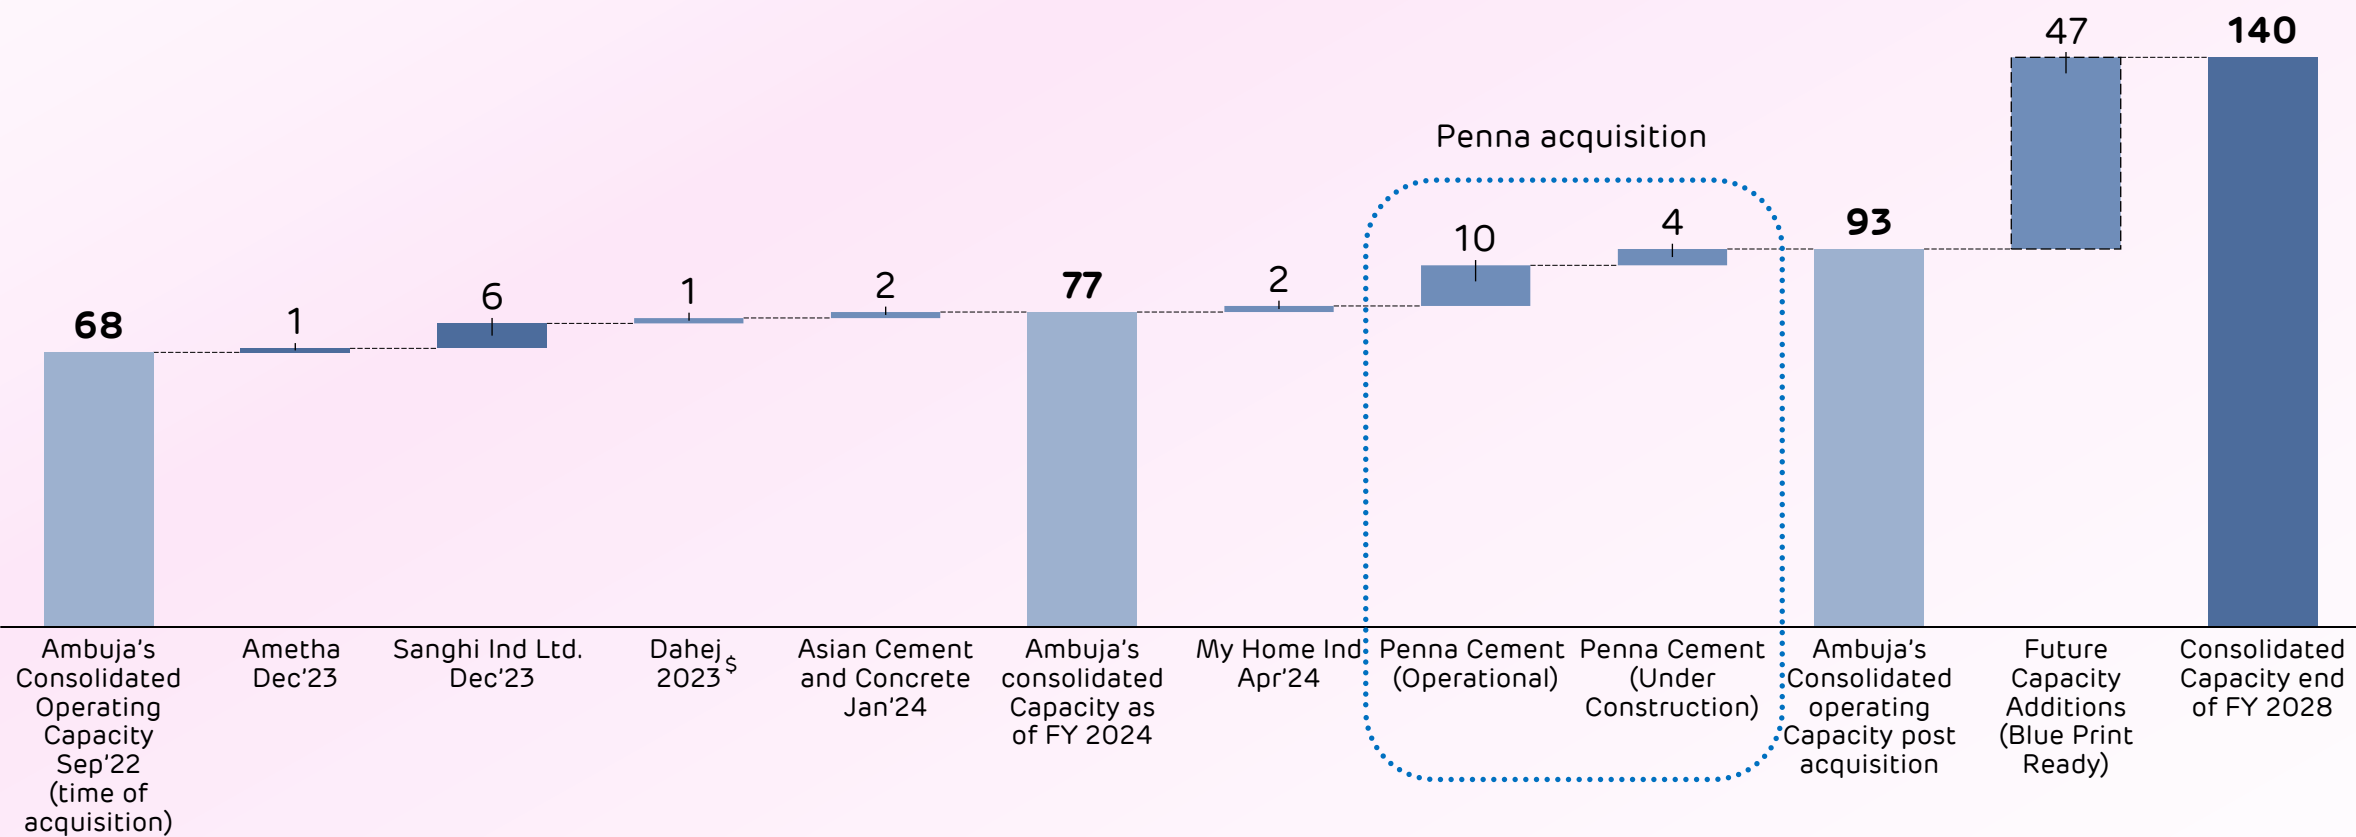 47
140
Penna acquisition
10
4
93
68
1
6
1
2
77
2
Ambuja’s
Consolidated
Operating
Capacity
Sep’22
(time of
acquisition)
Ametha
Dec’23
Sanghi Ind Ltd.
Dec’23
Dahej
2023$
Asian Cement
and Concrete
Jan’24
Ambuja’s
consolidated
Capacity as
of FY 2024
My Home Ind
Apr’24
Penna Cement
(Operational)
Penna Cement
(Under
Construction)
Ambuja’s
Consolidated
operating
Capacity post
acquisition
Future
Capacity
Additions
(Blue Print
Ready)
Consolidated
Capacity end
of FY 2028